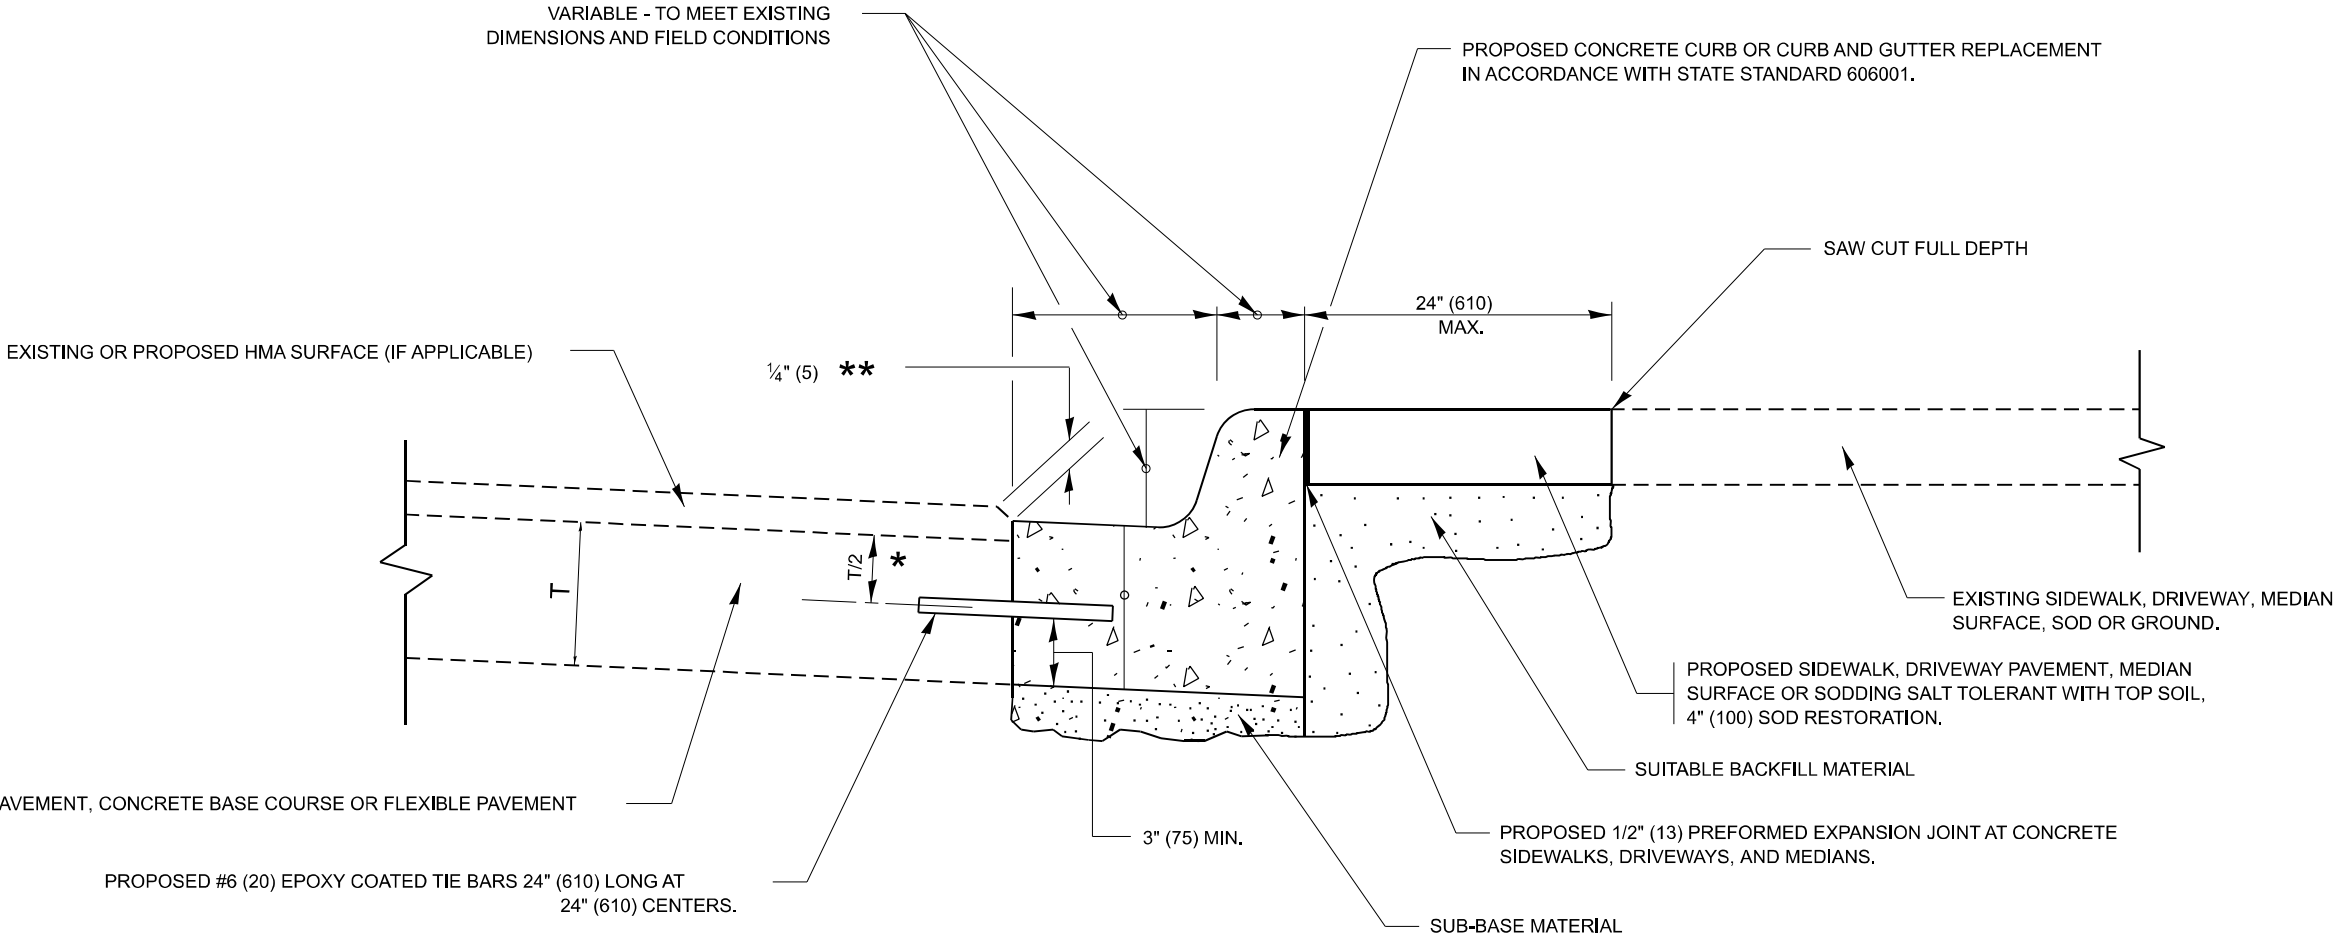 VARIABLE - TO MEET EXISTING
DIMENSIONS AND FIELD CONDITIONS
PROPOSED CONCRETE CURB OR CURB AND GUTTER REPLACEMENT
IN ACCORDANCE WITH STATE STANDARD 606001.
SAW CUT FULL DEPTH
24" (610)
MAX.
EXISTING OR PROPOSED HMA SURFACE (IF APPLICABLE)
¼" (5) **
T/2 *
T
EXISTING SIDEWALK, DRIVEWAY, MEDIAN
SURFACE, SOD OR GROUND.
PROPOSED SIDEWALK, DRIVEWAY PAVEMENT, MEDIAN
SURFACE OR SODDING SALT TOLERANT WITH TOP SOIL,
4" (100) SOD RESTORATION.
SUITABLE BACKFILL MATERIAL
AVEMENT, CONCRETE BASE COURSE OR FLEXIBLE PAVEMENT
3" (75) MIN.
PROPOSED 1/2" (13) PREFORMED EXPANSION JOINT AT CONCRETE
SIDEWALKS, DRIVEWAYS, AND MEDIANS.
PROPOSED #6 (20) EPOXY COATED TIE BARS 24" (610) LONG AT
24" (610) CENTERS.
SUB-BASE MATERIAL